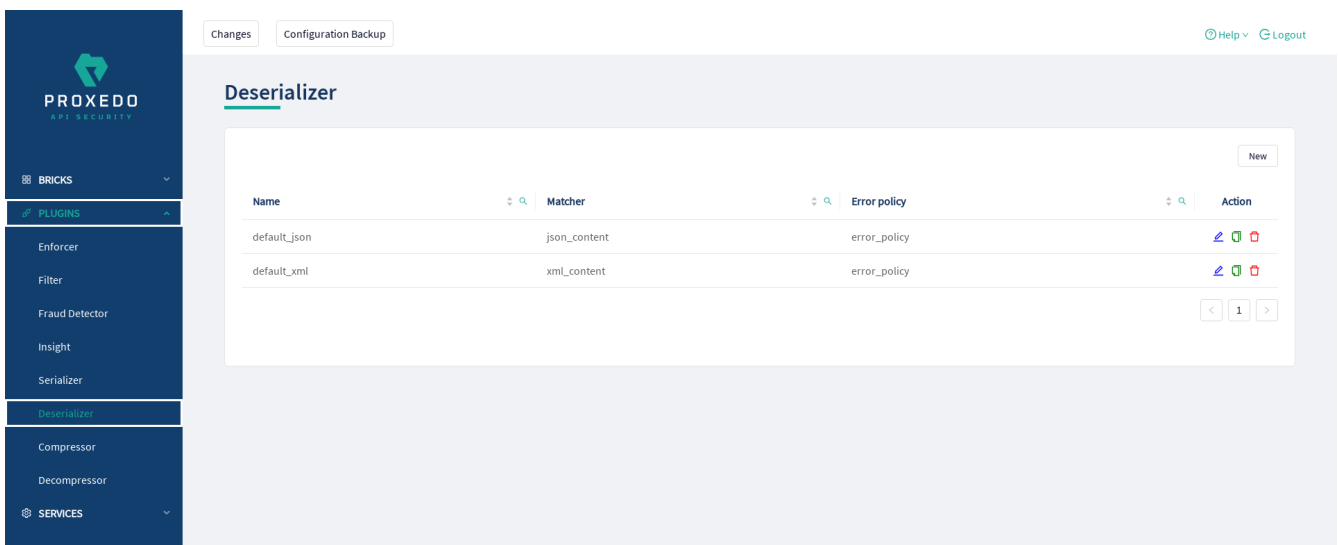 Changes
Configuration Backup
Help
Logout
PROXEDO
API SECURITY
BRICKS
PLUGINS
Enforcer
Filter
Fraud Detector
Insight
Serializer
Deserializer
Compressor
Decompressor
SERVICES
Deserializer
New
Name Matcher Error policy Action
default_json json_content error_policy
default_xml xml_content error_policy
< 1 >